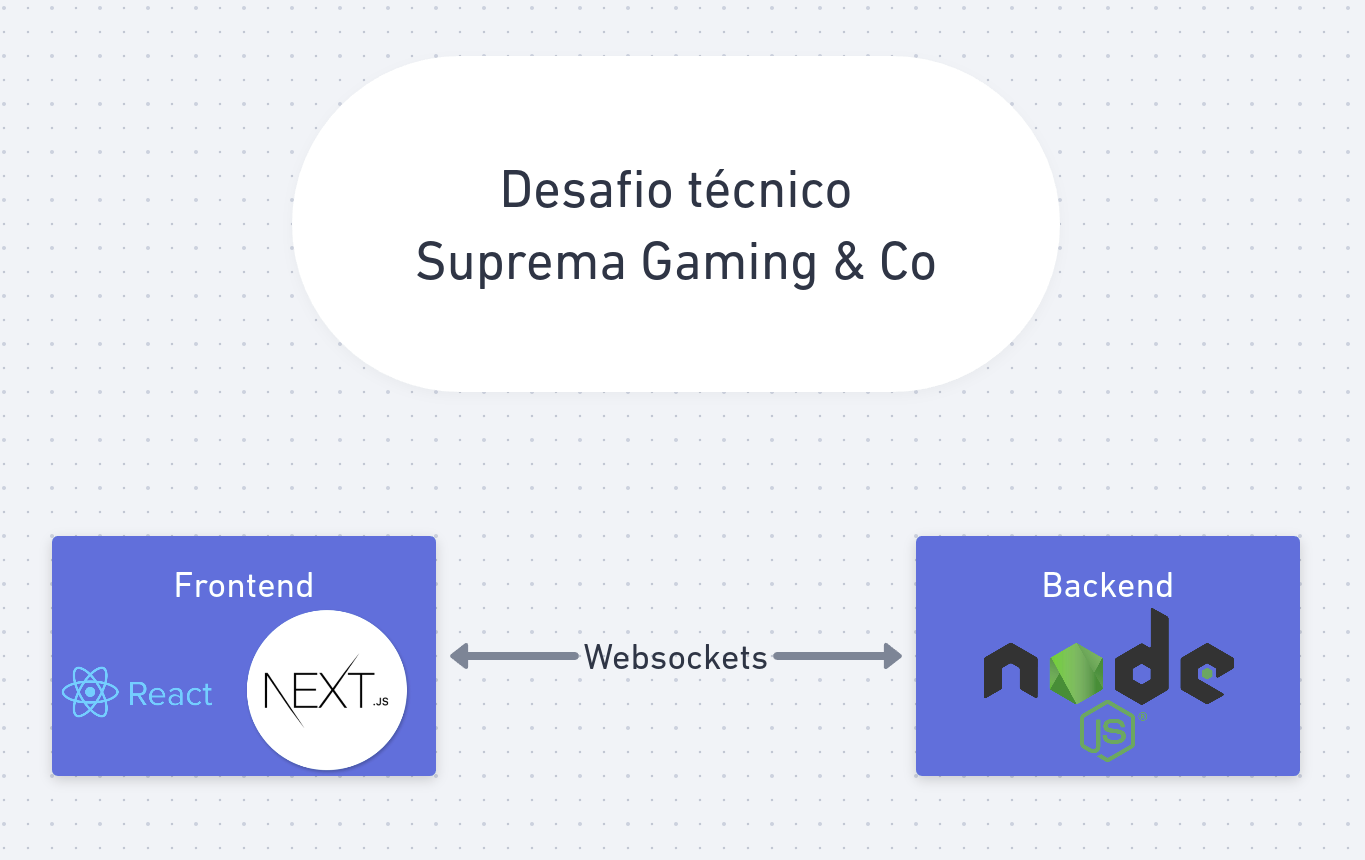 Desafio técnico
Suprema Gaming & Co
Frontend
React
NEXT.JS
Websockets
Backend
node
JS®